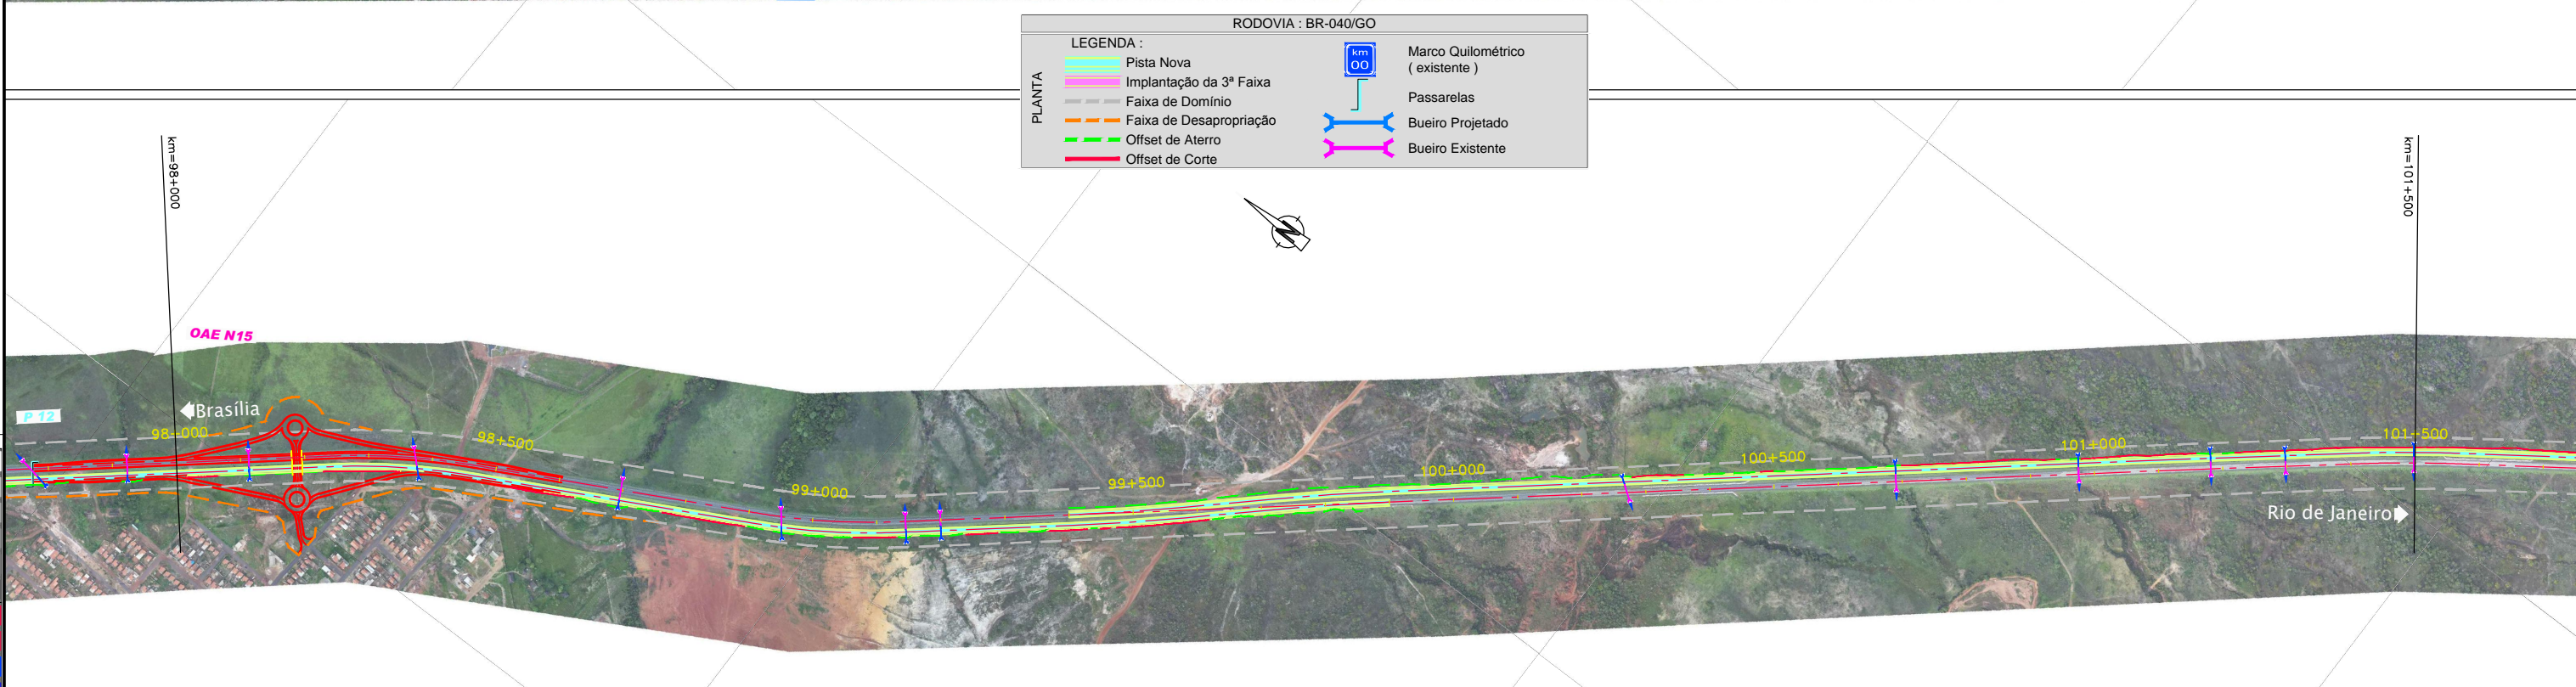 RODOVIA : BR-040/GO
PLANTA
LEGENDA :
Pista Nova
Implantação da 3ª Faixa
Faixa de Domínio
Faixa de Desapropriação
Offset de Aterro
Offset de Corte
km
00
Marco Quilométrico
( existente )
Passarelas
Bueiro Projetado
Bueiro Existente
km=98+000
km=101+500
N
OAE N15
P 12
Brasília
98+000
98+500
99+000
99+500
100+000
100+500
101+000
101+500
Rio de Janeiro